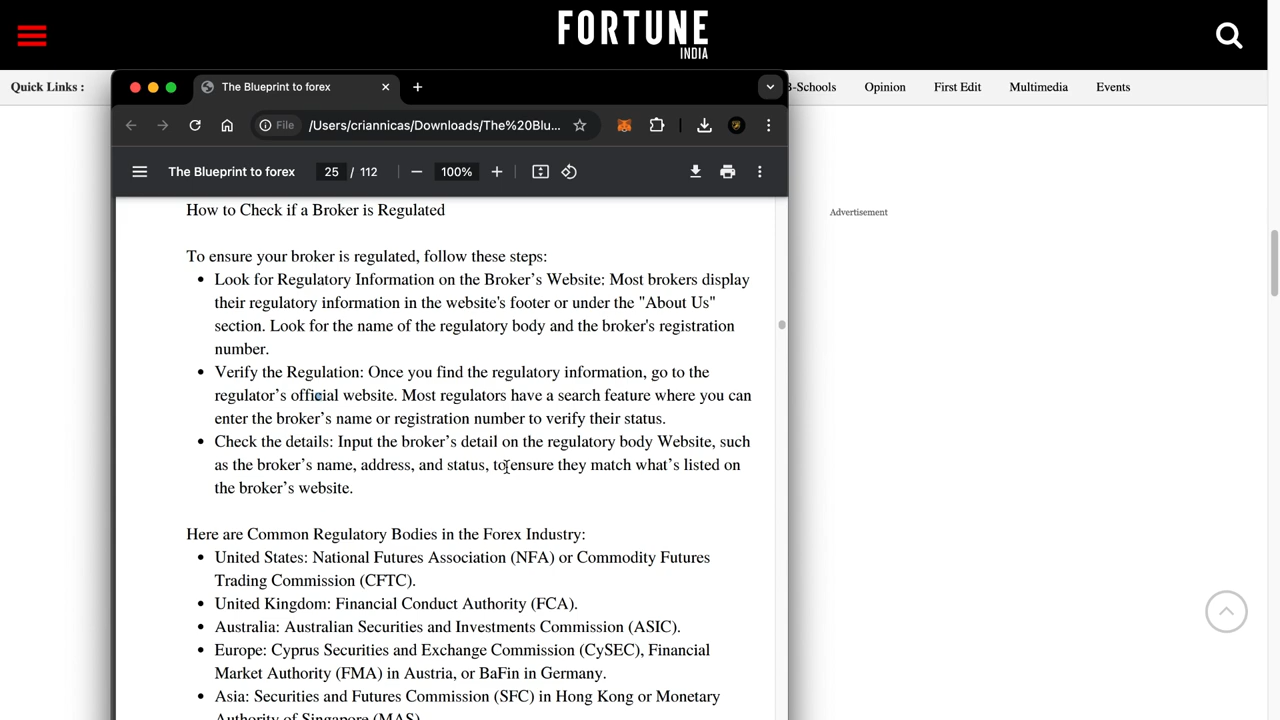 FORTUNE
INDIA
Quick Links :
B-Schools
Opinion
First Edit
Multimedia
Events
The Blueprint to forex
File
/Users/criannicas/Downloads/The%20Blu...
The Blueprint to forex
25 / 112
100%
How to Check if a Broker is Regulated
Advertisement
To ensure your broker is regulated, follow these steps:
• Look for Regulatory Information on the Broker’s Website: Most brokers display
their regulatory information in the website's footer or under the "About Us"
section. Look for the name of the regulatory body and the broker's registration
number.
• Verify the Regulation: Once you find the regulatory information, go to the
regulator’s official website. Most regulators have a search feature where you can
enter the broker’s name or registration number to verify their status.
• Check the details: Input the broker’s detail on the regulatory body Website, such
as the broker’s name, address, and status, to ensure they match what’s listed on
the broker’s website.
Here are Common Regulatory Bodies in the Forex Industry:
• United States: National Futures Association (NFA) or Commodity Futures
Trading Commission (CFTC).
• United Kingdom: Financial Conduct Authority (FCA).
• Australia: Australian Securities and Investments Commission (ASIC).
• Europe: Cyprus Securities and Exchange Commission (CySEC), Financial
Market Authority (FMA) in Austria, or BaFin in Germany.
• Asia: Securities and Futures Commission (SFC) in Hong Kong or Monetary
Authority of Singapore (MAS)